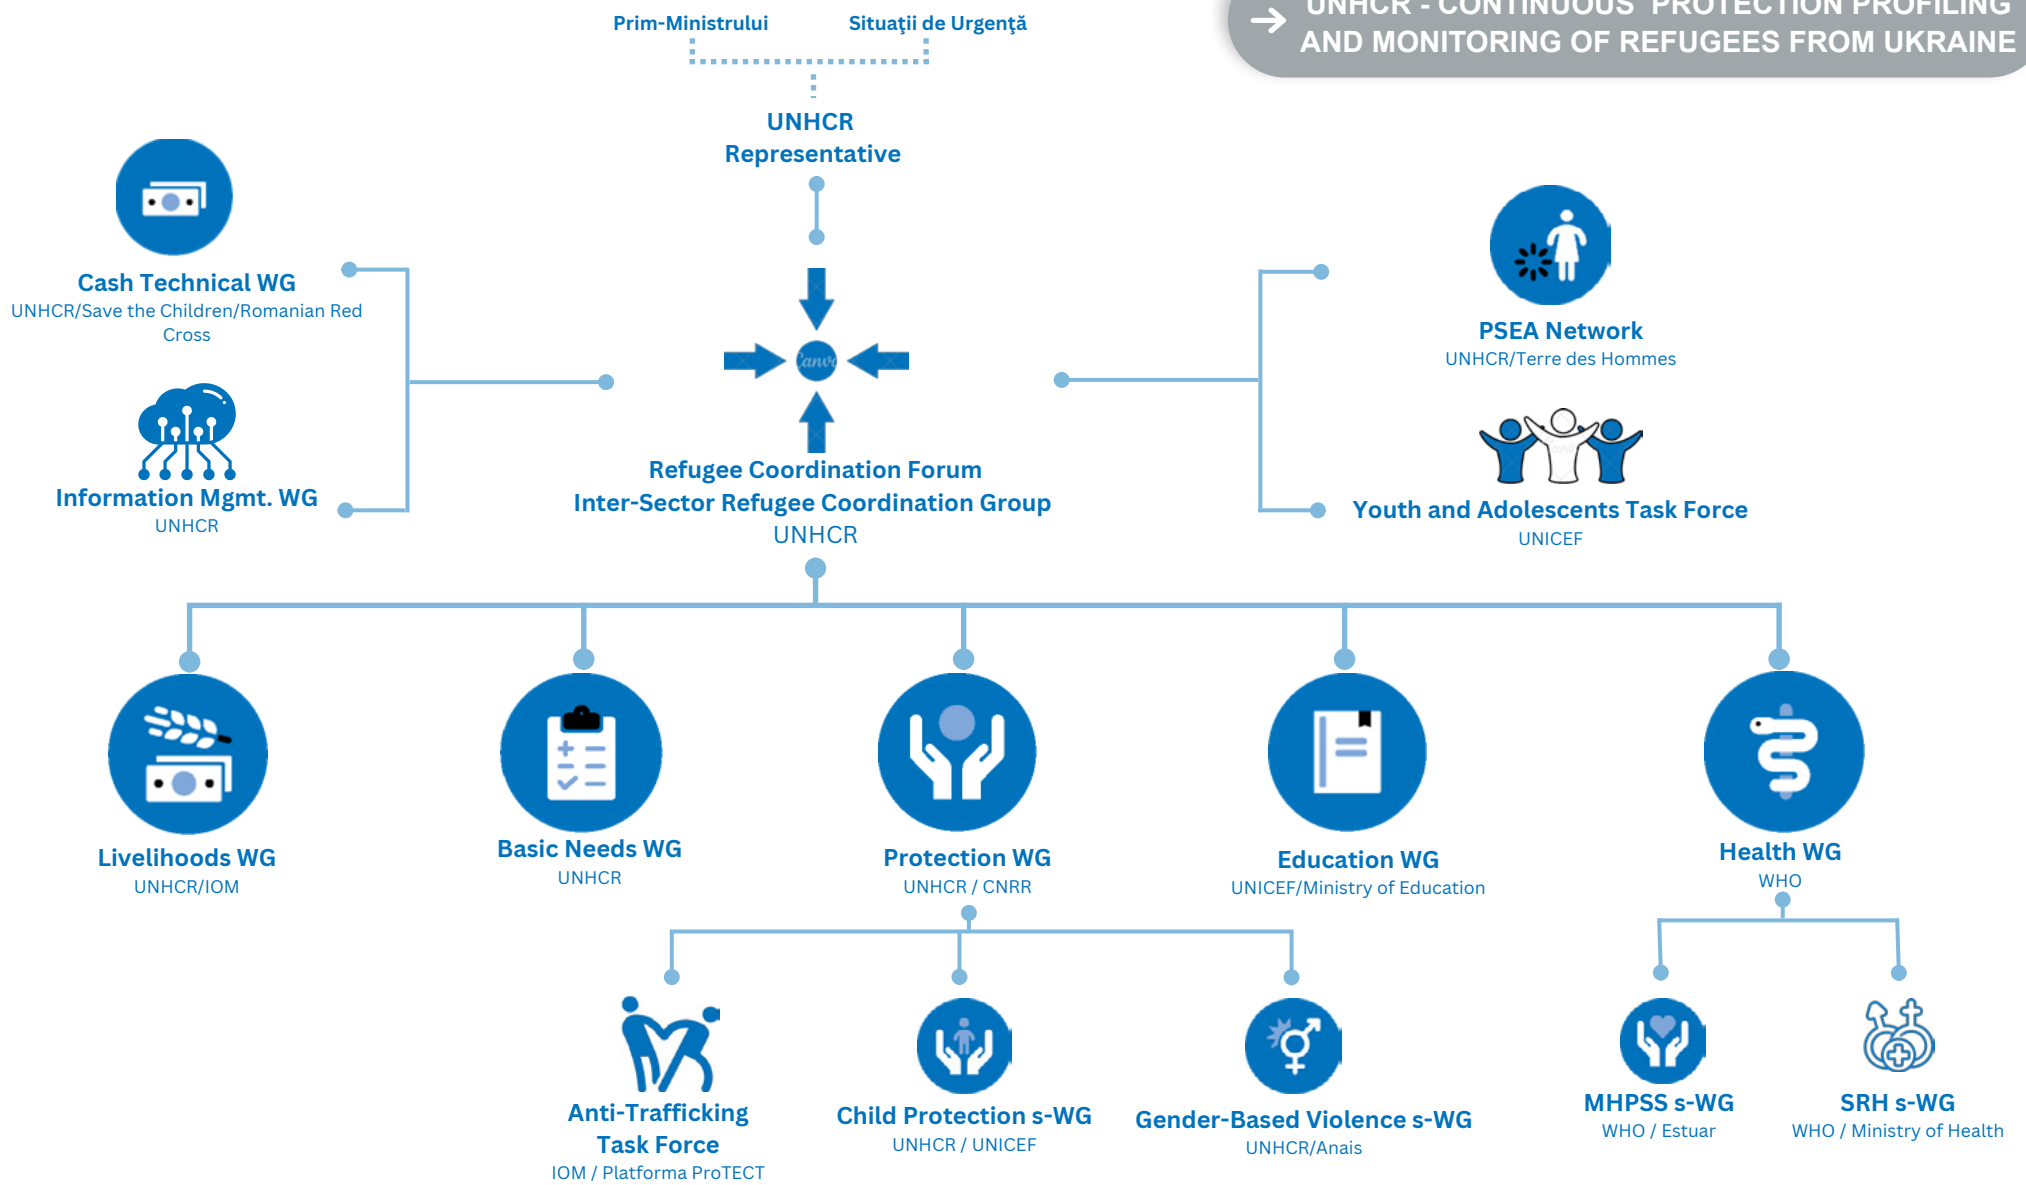 Prim-Ministrului
Situaţii de Urgenţă
UNHCR - CONTINUOUS PROTECTION PROFILING
AND MONITORING OF REFUGEES FROM UKRAINE
UNHCR
Representative
Cash Technical WG
UNHCR/Save the Children/Romanian Red
Cross
PSEA Network
UNHCR/Terre des Hommes
Canva
Information Mgmt. WG
UNHCR
Refugee Coordination Forum
Inter-Sector Refugee Coordination Group
UNHCR
Youth and Adolescents Task Force
UNICEF
Livelihoods WG
UNHCR/IOM
Basic Needs WG
UNHCR
Protection WG
UNHCR / CNRR
Education WG
UNICEF/Ministry of Education
Health WG
WHO
Anti-Trafficking
Task Force
IOM / Platforma ProTECT
Child Protection s-WG
UNHCR / UNICEF
Gender-Based Violence s-WG
UNHCR/Anais
MHPSS s-WG
WHO / Estuar
SRH s-WG
WHO / Ministry of Health